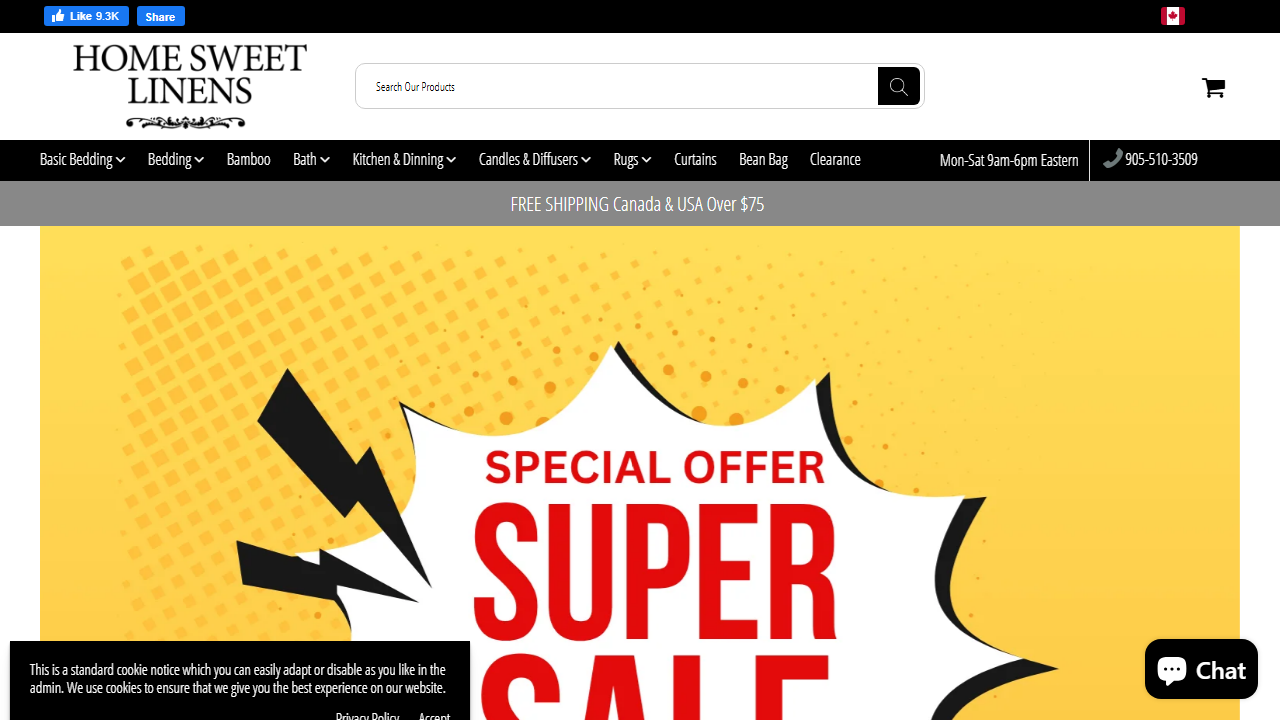 Like 9.3K
Share
HOME SWEET
LINENS
Search Our Products
Basic Bedding
Bedding
Bamboo
Bath
Kitchen & Dinning
Candles & Diffusers
Rugs
Curtains
Bean Bag
Clearance
Mon-Sat 9am-6pm Eastern
905-510-3509
FREE SHIPPING Canada & USA Over $75
SPECIAL OFFER
SUPER
SALE
This is a standard cookie notice which you can easily adapt or disable as you like in the
admin. We use cookies to ensure that we give you the best experience on our website.
Privacy Policy
Accept
Chat